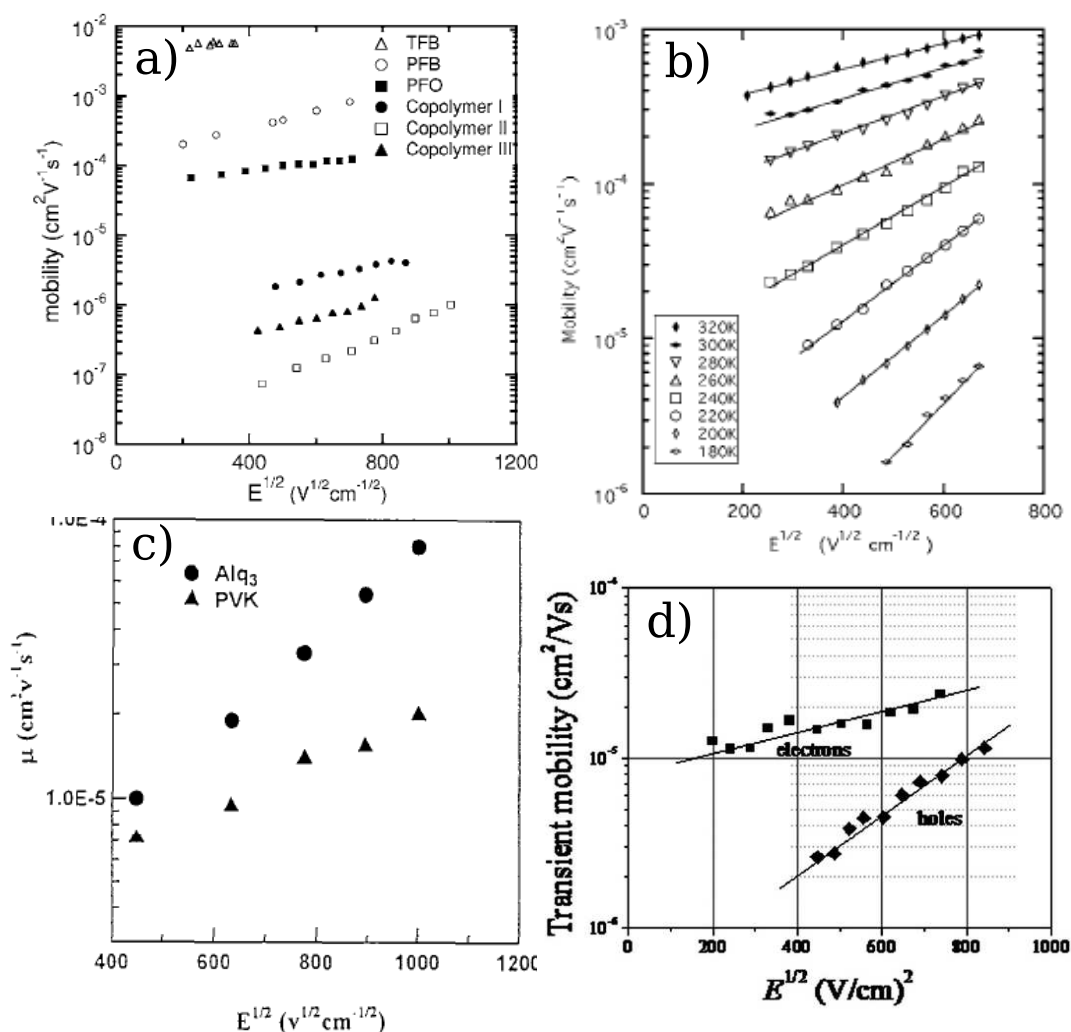 a)
10^-2
10^-3
10^-4
10^-5
10^-6
10^-7
10^-8
mobility (cm^2V^-1s^-1)
TFB
PFB
PFO
Copolymer I
Copolymer II
Copolymer III
0 400 800 1200
E^1/2 (V^1/2cm^-1/2)
b)
10^-3
10^-4
10^-5
10^-6
Mobility (cm^2V^-1s^-1)
320K
300K
280K
260K
240K
220K
200K
180K
0 200 400 600 800
E^1/2 (V^1/2 cm^-1/2)
c)
1.0E-4
1.0E-5
μ (cm^2v^-1s^-1)
Alq3
PVK
400 600 800 1000 1200
E^1/2 (v^1/2cm^-1/2)
d)
10^-4
10^-5
10^-6
Transient mobility (cm^2/Vs)
electrons
holes
0 200 400 600 800 1000
E^1/2 (V/cm)^2